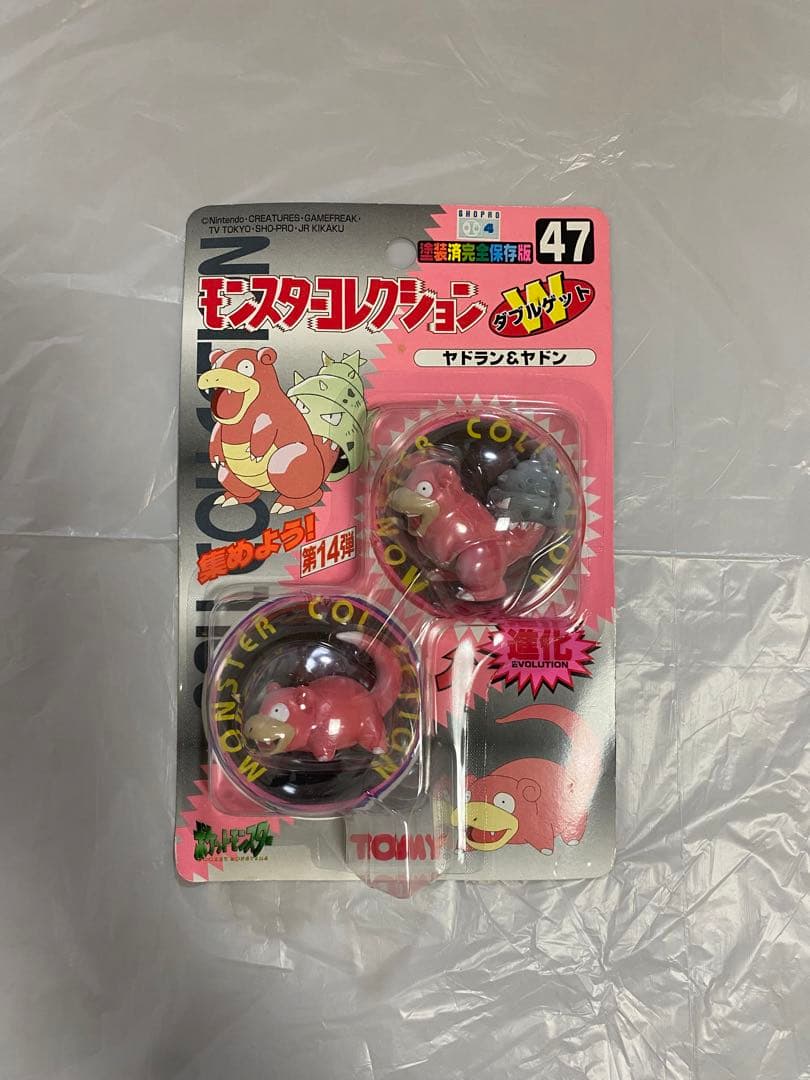 ©Nintendo・CREATURES・GAMEFREAK・
TV TOKYO・SHO-PRO・JR KIKAKU
SHOPRO
4
塗装済完全保存版
47
モンスターコレクション
W
ダブルゲット
ヤドラン&ヤドン
集めよう!
第14弾
MONSTER COLLECTION
MONSTER COLLECTION
進化
EVOLUTION
ポケットモンスター
POCKET MONSTERS
TOMY